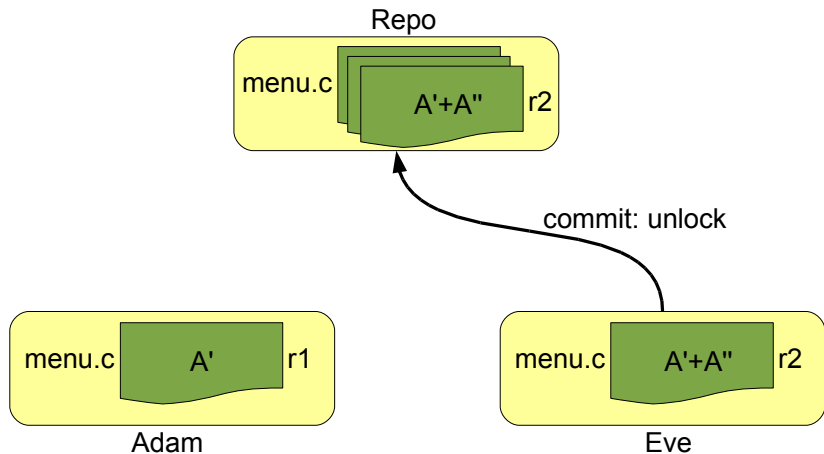 Repo
menu.c A'+A" r2
commit: unlock
menu.c A' r1
menu.c A'+A" r2
Adam
Eve